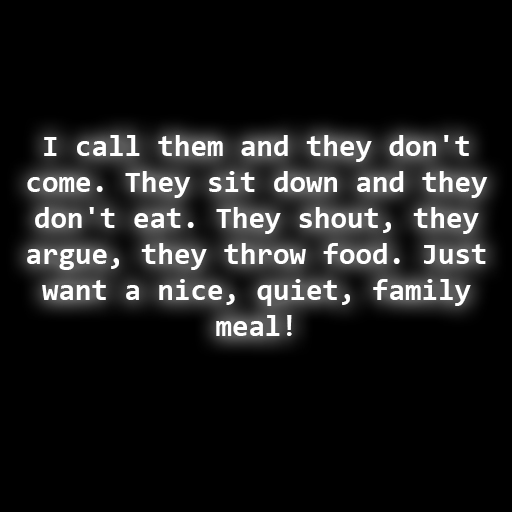 I call them and they don't
come. They sit down and they
don't eat. They shout, they
argue, they throw food. Just
want a nice, quiet, family
meal!